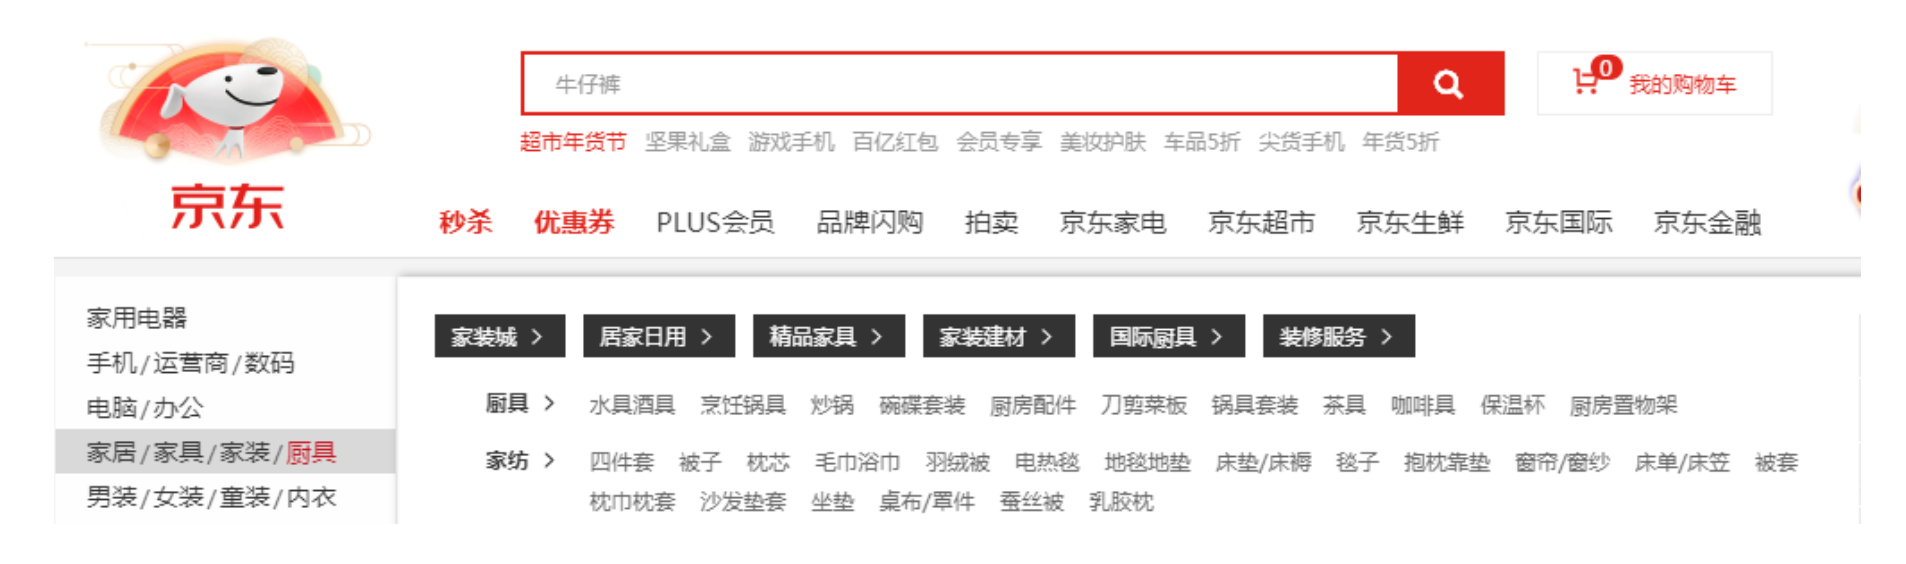 牛仔裤
0 我的购物车
超市年货节 坚果礼盒 游戏手机 百亿红包 会员专享 美妆护肤 车品5折 尖货手机 年货5折
京东
秒杀 优惠券 PLUS会员 品牌闪购 拍卖 京东家电 京东超市 京东生鲜 京东国际 京东金融
家用电器
手机/运营商/数码
电脑/办公
家居/家具/家装/厨具
男装/女装/童装/内衣
家装城 > 居家日用 > 精品家具 > 家装建材 > 国际厨具 > 装修服务 >
厨具 > 水具酒具 烹饪锅具 炒锅 碗碟套装 厨房配件 刀剪菜板 锅具套装 茶具 咖啡具 保温杯 厨房置物架
家纺 > 四件套 被子 枕芯 毛巾浴巾 羽绒被 电热毯 地毯地垫 床垫/床褥 毯子 抱枕靠垫 窗帘/窗纱 床单/床笠 被套
枕巾枕套 沙发垫套 坐垫 桌布/罩件 蚕丝被 乳胶枕